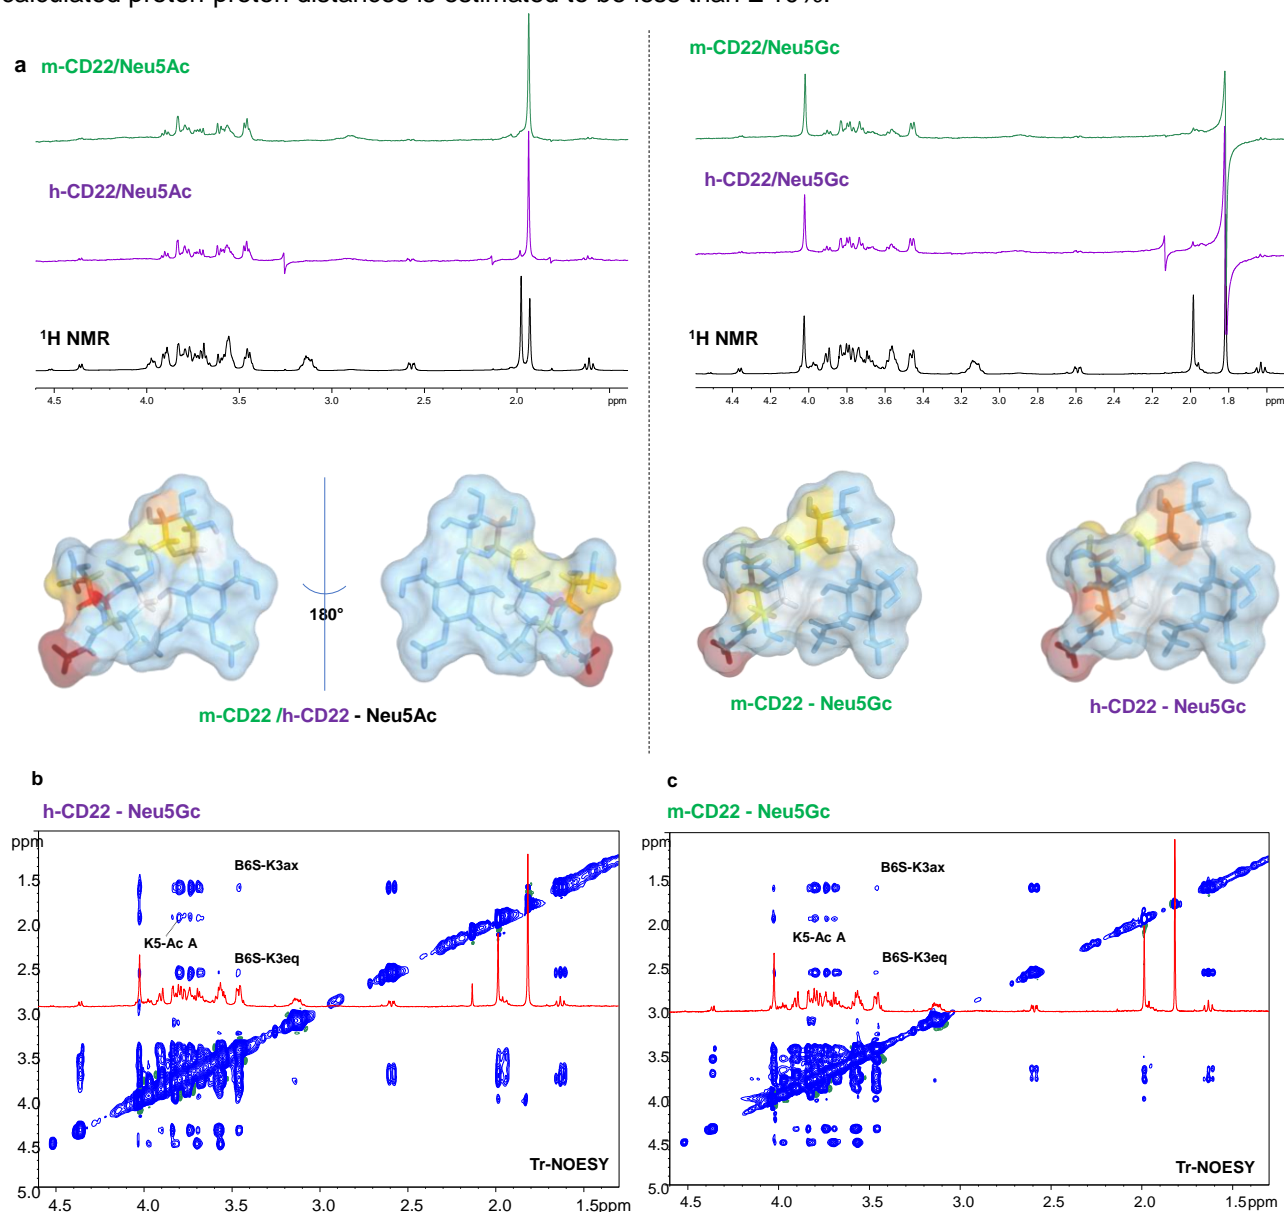 calculated proton-proton distances is estimated to be less than ± 10%.
a
m-CD22/Neu5Ac
h-CD22/Neu5Ac
¹H NMR
4.5 4.0 3.5 3.0 2.5 2.0 ppm
m-CD22/Neu5Gc
h-CD22/Neu5Gc
¹H NMR
4.4 4.2 4.0 3.8 3.6 3.4 3.2 3.0 2.8 2.6 2.4 2.2 2.0 1.8 ppm
180°
m-CD22 /h-CD22 - Neu5Ac
m-CD22 - Neu5Gc
h-CD22 - Neu5Gc
b
h-CD22 - Neu5Gc
ppm
1.5
2.0
2.5
3.0
3.5
4.0
4.5
5.0
B6S-K3ax
K5-Ac A
B6S-K3eq
Tr-NOESY
4.5 4.0 3.5 3.0 2.5 2.0 1.5ppm
c
m-CD22 - Neu5Gc
ppm
1.5
2.0
2.5
3.0
3.5
4.0
4.5
5.0
B6S-K3ax
K5-Ac A
B6S-K3eq
Tr-NOESY
4.5 4.0 3.5 3.0 2.5 2.0 1.5ppm